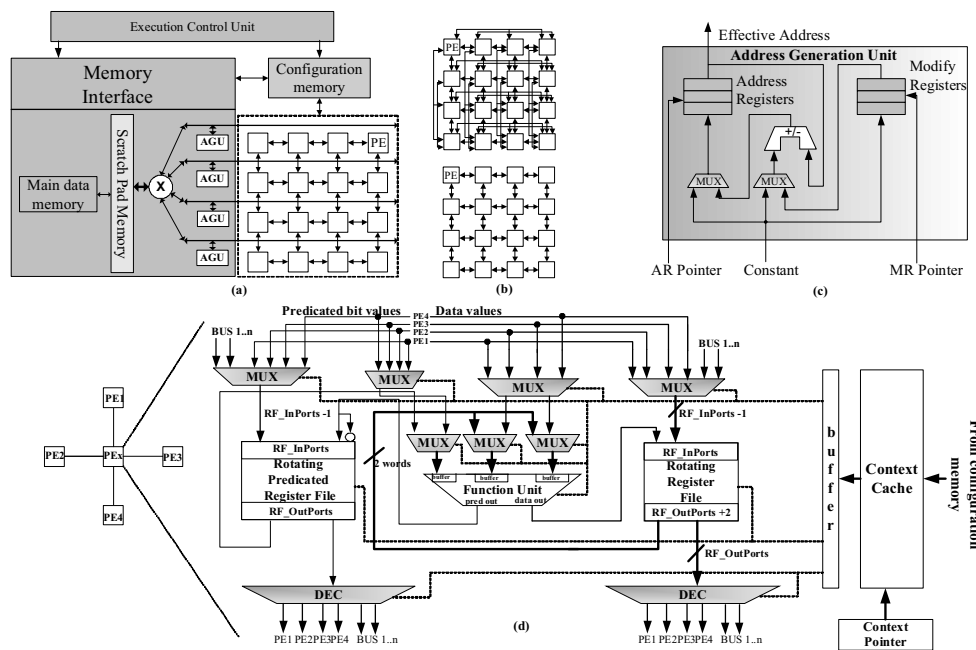 Execution Control Unit
Memory
Interface
Configuration
memory
Main data
memory
Scratch Pad Memory
X
AGU
AGU
AGU
AGU
PE
(a)
PE
PE
(b)
Effective Address
Address Generation Unit
Address
Registers
Modify
Registers
+/-
MUX
MUX
AR Pointer
Constant
MR Pointer
(c)
Predicated bit values
Data values
PE4
PE3
PE2
PE1
BUS 1..n
BUS 1..n
MUX
MUX
MUX
MUX
RF_InPorts -1
RF_InPorts -1
MUX
MUX
MUX
2 words
RF_InPorts
Rotating
Predicated
Register File
RF_OutPorts
buffer
buffer
buffer
Function Unit
pred out
data out
RF_InPorts
Rotating
Register
File
RF_OutPorts +2
RF_OutPorts
DEC
DEC
PE1 PE2 PE3 PE4 BUS 1..n
PE1 PE2 PE3 PE4 BUS 1..n
(d)
PE1
PE2
PEx
PE3
PE4
buffer
Context
Cache
From configuration
memory
Context
Pointer